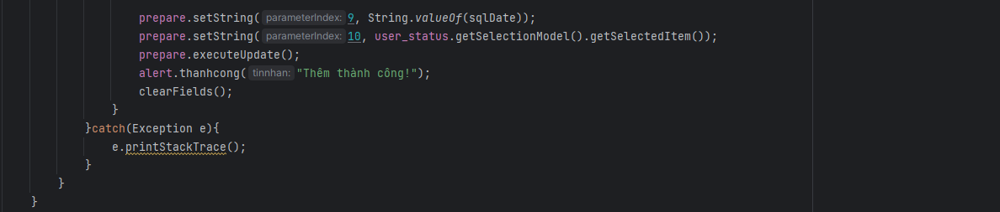 prepare.setString( parameterIndex: 9, String.valueOf(sqlDate));
prepare.setString( parameterIndex: 10, user_status.getSelectionModel().getSelectedItem());
prepare.executeUpdate();
alert.thanhcong( tinnhan: "Thêm thành công!");
clearFields();
}
}catch(Exception e){
e.printStackTrace();
}
}
}